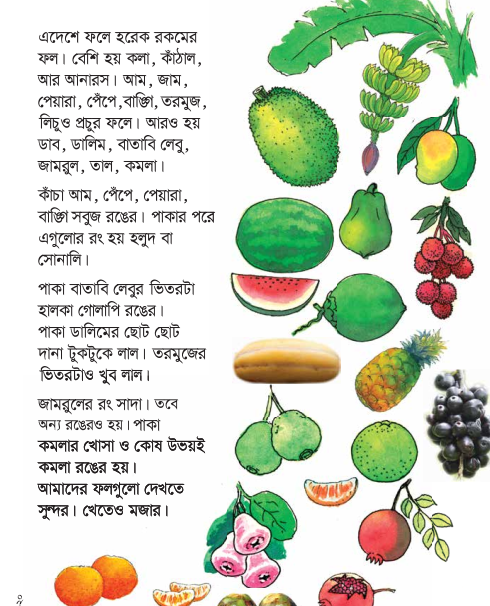 এদেশে ফলে হরেক রকমের
ফল। বেশি হয় কলা, কাঁঠাল,
আর আনারস। আম, জাম,
পেয়ারা, পেঁপে,বাঙ্গি, তরমুজ,
লিচুও প্রচুর ফলে। আরও হয়
ডাব, ডালিম, বাতাবি লেবু,
জামরুল, তাল, কমলা।
কাঁচা আম, পেঁপে, পেয়ারা,
বাঙ্গি সবুজ রঙের। পাকার পরে
এগুলোর রং হয় হলুদ বা
সোনালি।
পাকা বাতাবি লেবুর ভিতরটা
হালকা গোলাপি রঙের।
পাকা ডালিমের ছোট ছোট
দানা টুকটুকে লাল। তরমুজের
ভিতরটাও খুব লাল।
জামরুলের রং সাদা। তবে
অন্য রঙেরও হয়। পাকা
কমলার খোসা ও কোষ উভয়ই
কমলা রঙের হয়।
আমাদের ফলগুলো দেখতে
সুন্দর। খেতেও মজার।